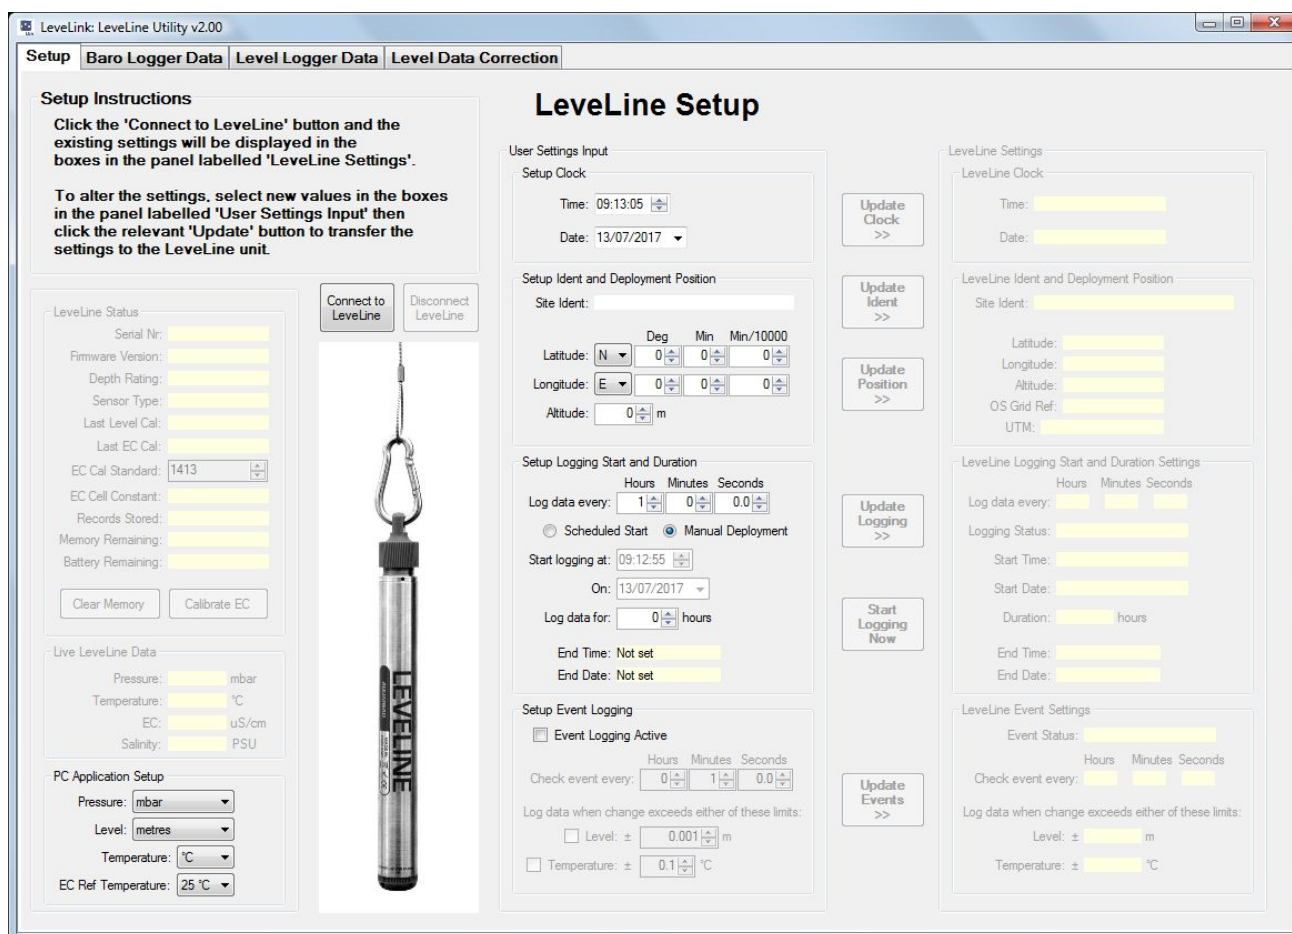 LeveLink: LeveLine Utility v2.00
Setup Baro Logger Data Level Logger Data Level Data Correction
Setup Instructions
Click the 'Connect to LeveLine' button and the
existing settings will be displayed in the
boxes in the panel labelled 'LeveLine Settings'.
To alter the settings, select new values in the boxes
in the panel labelled 'User Settings Input' then
click the relevant 'Update' button to transfer the
settings to the LeveLine unit.
LeveLine Status
Serial Nr:
Firmware Version:
Depth Rating:
Sensor Type:
Last Level Cal:
Last EC Cal:
EC Cal Standard: 1413
EC Cell Constant:
Records Stored:
Memory Remaining:
Battery Remaining:
Clear Memory Calibrate EC
Live LeveLine Data
Pressure: mbar
Temperature: °C
EC: uS/cm
Salinity: PSU
PC Application Setup
Pressure: mbar
Level: metres
Temperature: °C
EC Ref Temperature: 25 °C
Connect to
LeveLine
Disconnect
LeveLine
LEVELINE
LeveLine Setup
User Settings Input
Setup Clock
Time: 09:13:05
Date: 13/07/2017
Setup Ident and Deployment Position
Site Ident:
Deg Min Min/10000
Latitude: N 0 0 0
Longitude: E 0 0 0
Altitude: 0 m
Setup Logging Start and Duration
Hours Minutes Seconds
Log data every: 1 0 0.0
Scheduled Start Manual Deployment
Start logging at: 09:12:55
On: 13/07/2017
Log data for: 0 hours
End Time: Not set
End Date: Not set
Setup Event Logging
Event Logging Active
Hours Minutes Seconds
Check event every: 0 1 0.0
Log data when change exceeds either of these limits:
Level: ± 0.001 m
Temperature: ± 0.1 °C
Update
Clock
>>
Update
Ident
>>
Update
Position
>>
Update
Logging
>>
Start
Logging
Now
Update
Events
>>
LeveLine Settings
LeveLine Clock
Time:
Date:
LeveLine Ident and Deployment Position
Site Ident:
Latitude:
Longitude:
Altitude:
OS Grid Ref:
UTM:
LeveLine Logging Start and Duration Settings
Hours Minutes Seconds
Log data every:
Logging Status:
Start Time:
Start Date:
Duration: hours
End Time:
End Date:
LeveLine Event Settings
Event Status:
Hours Minutes Seconds
Check event every:
Log data when change exceeds either of these limits:
Level: ± m
Temperature: ± °C